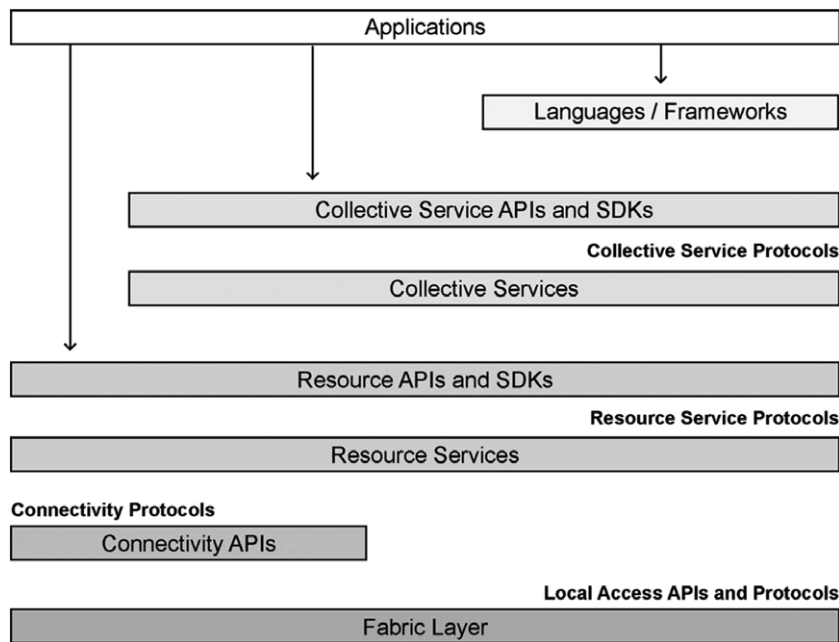 Applications
Languages / Frameworks
Collective Service APIs and SDKs
Collective Service Protocols
Collective Services
Resource APIs and SDKs
Resource Service Protocols
Resource Services
Connectivity Protocols
Connectivity APIs
Local Access APIs and Protocols
Fabric Layer